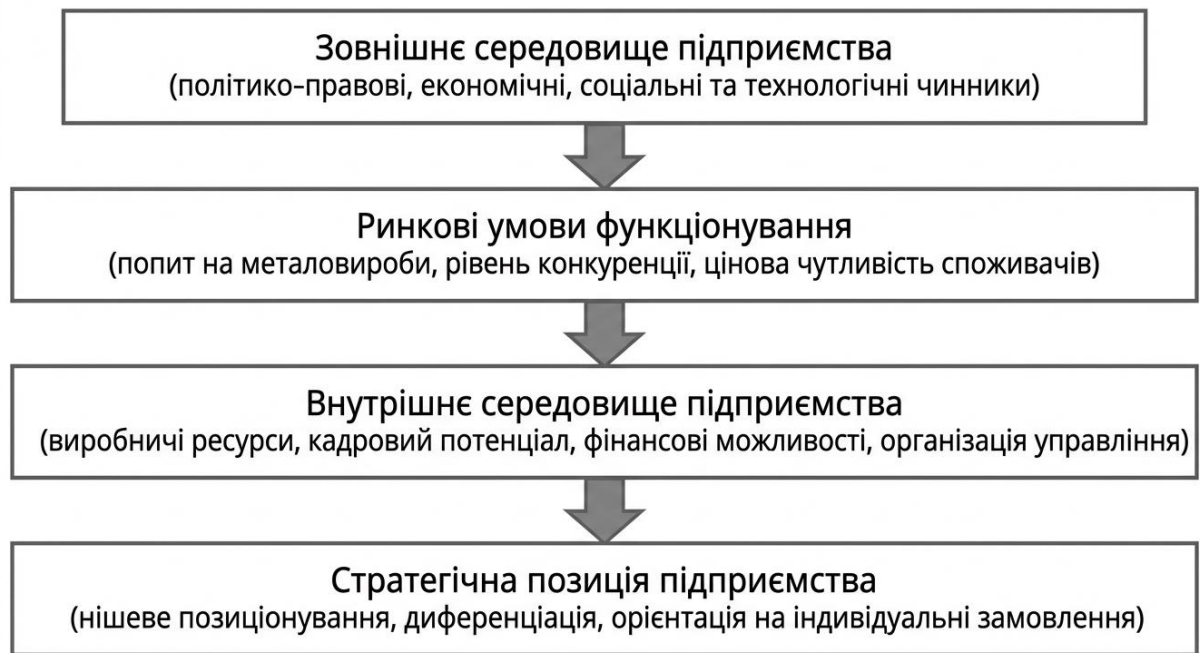 Зовнішнє середовище підприємства
(політико-правові, економічні, соціальні та технологічні чинники)
Ринкові умови функціонування
(попит на металовироби, рівень конкуренції, цінова чутливість споживачів)
Внутрішнє середовище підприємства
(виробничі ресурси, кадровий потенціал, фінансові можливості, організація управління)
Стратегічна позиція підприємства
(нішеве позиціонування, диференціація, орієнтація на індивідуальні замовлення)